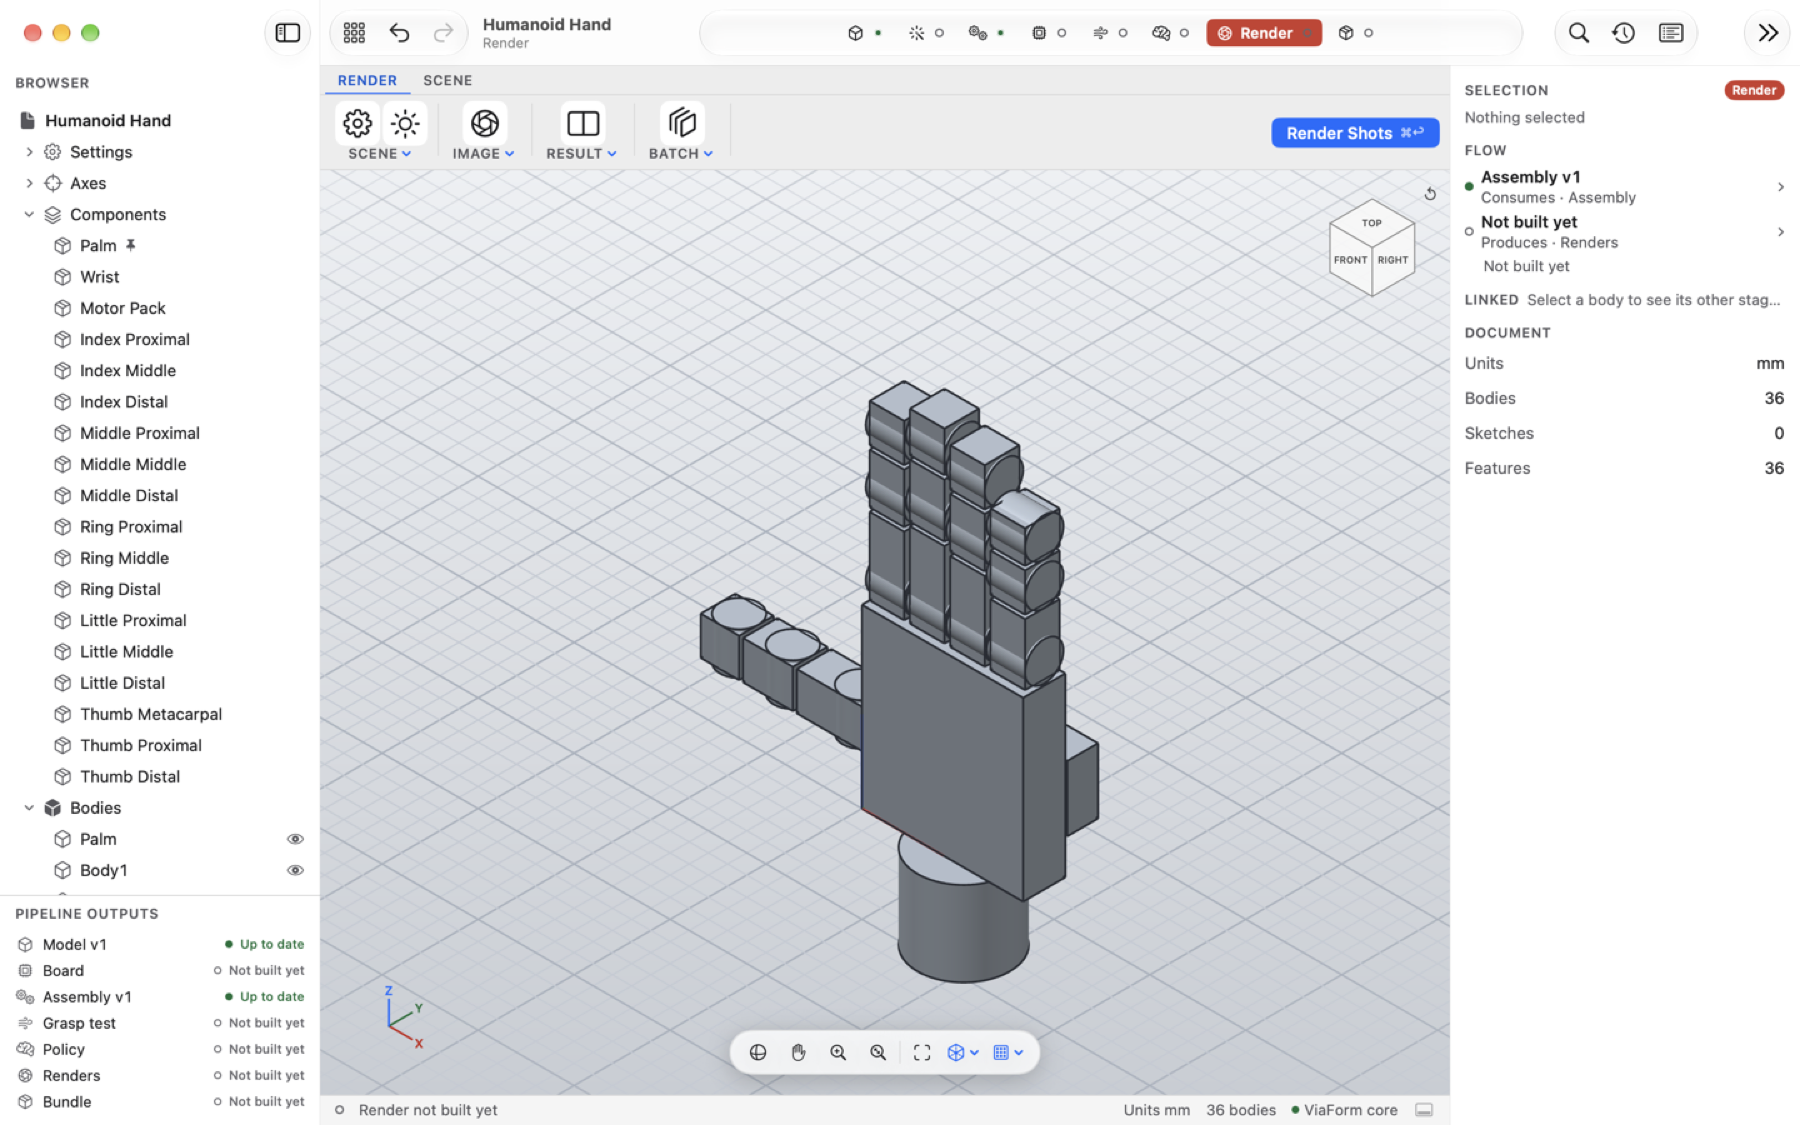 Humanoid Hand
Render
Render
BROWSER
Humanoid Hand
Settings
Axes
Components
Palm
Wrist
Motor Pack
Index Proximal
Index Middle
Index Distal
Middle Proximal
Middle Middle
Middle Distal
Ring Proximal
Ring Middle
Ring Distal
Little Proximal
Little Middle
Little Distal
Thumb Metacarpal
Thumb Proximal
Thumb Distal
Bodies
Palm
Body1
PIPELINE OUTPUTS
Model v1 Up to date
Board Not built yet
Assembly v1 Up to date
Grasp test Not built yet
Policy Not built yet
Renders Not built yet
Bundle Not built yet
RENDER SCENE
SCENE IMAGE RESULT BATCH
Render Shots ⌘↩
TOP
FRONT RIGHT
Z
Y
X
Render not built yet
Units mm 36 bodies ViaForm core
SELECTION Render
Nothing selected
FLOW
Assembly v1
Consumes · Assembly
Not built yet
Produces · Renders
Not built yet
LINKED Select a body to see its other stag...
DOCUMENT
Units mm
Bodies 36
Sketches 0
Features 36